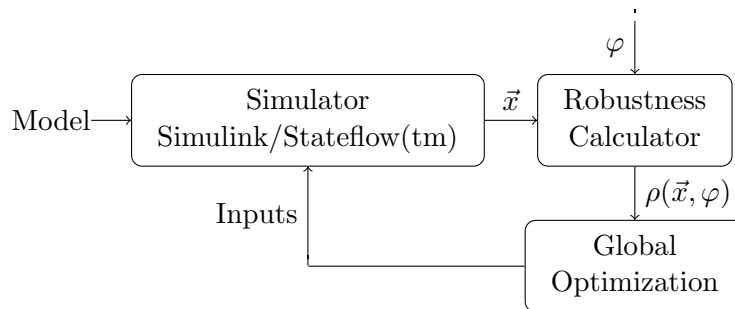 φ
Simulator
Simulink/Stateflow(tm)
Model
x⃗
Robustness
Calculator
Inputs
ρ(x⃗, φ)
Global
Optimization